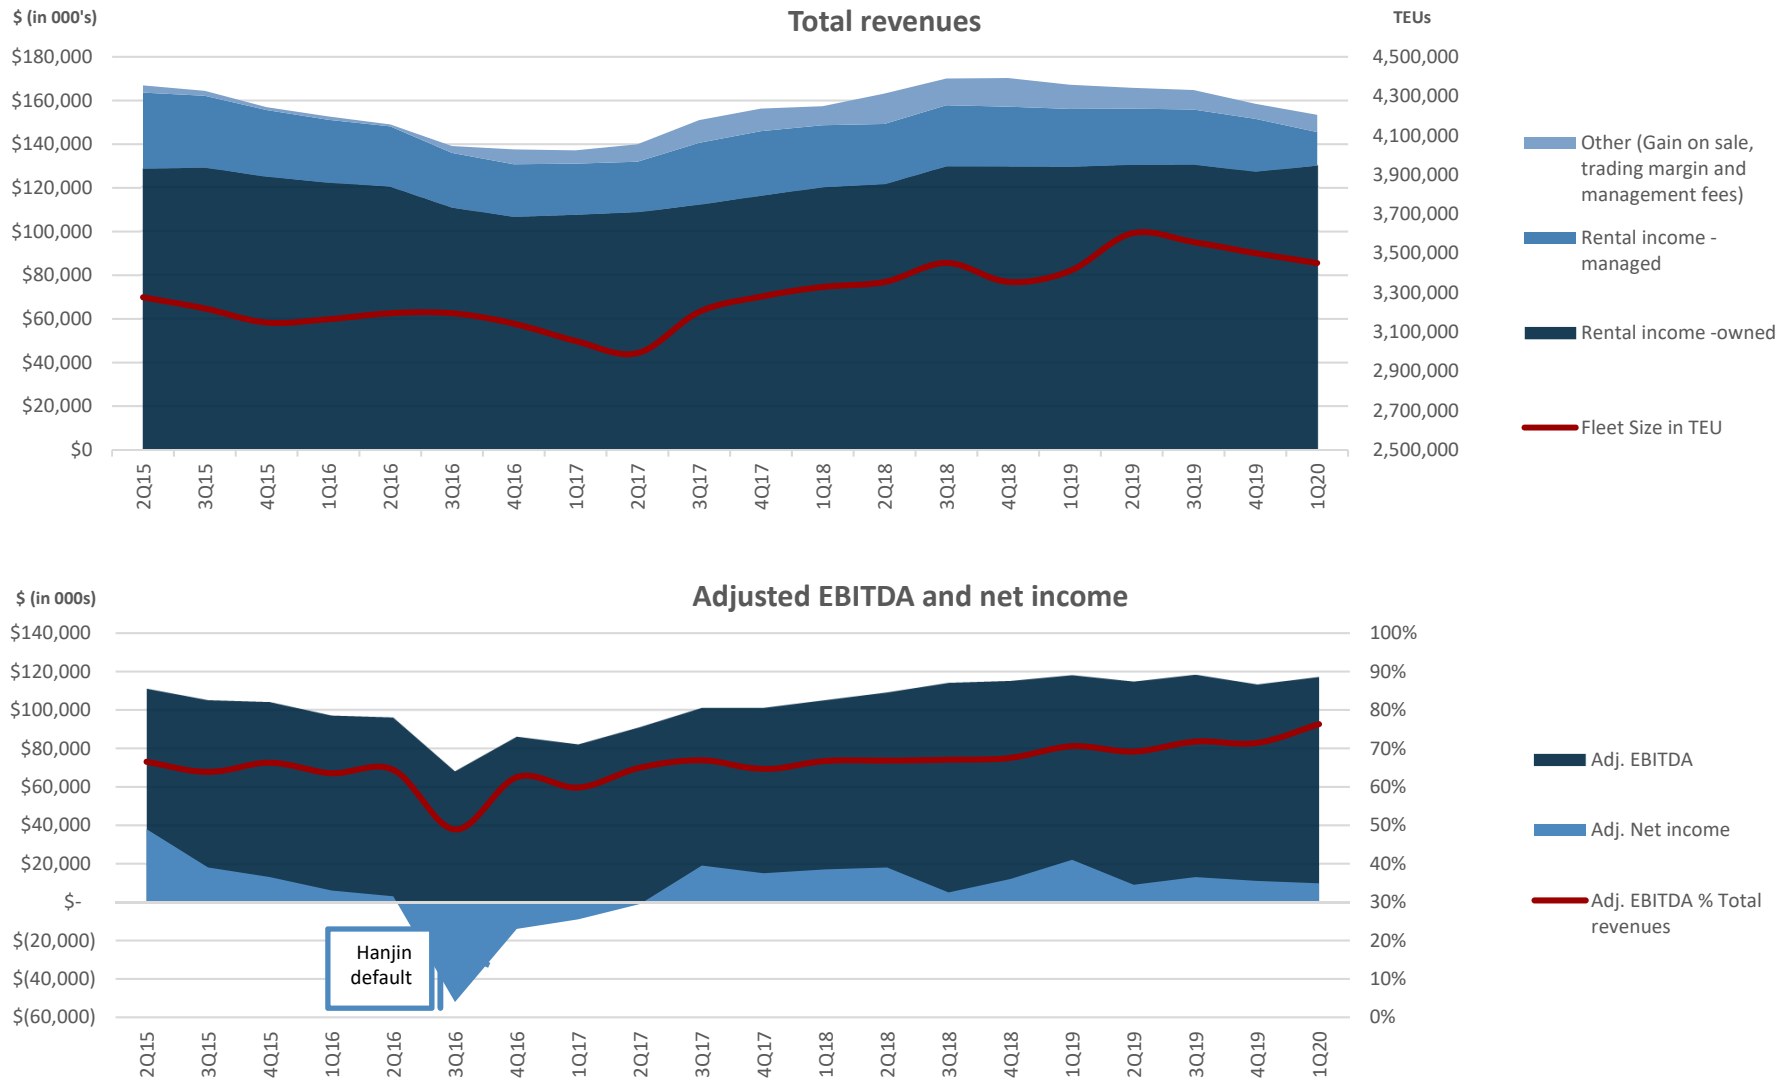 $ (in 000's)
Total revenues
TEUs
$180,000
$160,000
$140,000
$120,000
$100,000
$80,000
$60,000
$40,000
$20,000
$0
4,500,000
4,300,000
4,100,000
3,900,000
3,700,000
3,500,000
3,300,000
3,100,000
2,900,000
2,700,000
2,500,000
2Q15
3Q15
4Q15
1Q16
2Q16
3Q16
4Q16
1Q17
2Q17
3Q17
4Q17
1Q18
2Q18
3Q18
4Q18
1Q19
2Q19
3Q19
4Q19
1Q20
Other (Gain on sale,
trading margin and
management fees)
Rental income -
managed
Rental income -owned
Fleet Size in TEU
$ (in 000s)
Adjusted EBITDA and net income
$140,000
$120,000
$100,000
$80,000
$60,000
$40,000
$20,000
$-
$(20,000)
$(40,000)
$(60,000)
100%
90%
80%
70%
60%
50%
40%
30%
20%
10%
0%
Hanjin
default
2Q15
3Q15
4Q15
1Q16
2Q16
3Q16
4Q16
1Q17
2Q17
3Q17
4Q17
1Q18
2Q18
3Q18
4Q18
1Q19
2Q19
3Q19
4Q19
1Q20
Adj. EBITDA
Adj. Net income
Adj. EBITDA % Total
revenues